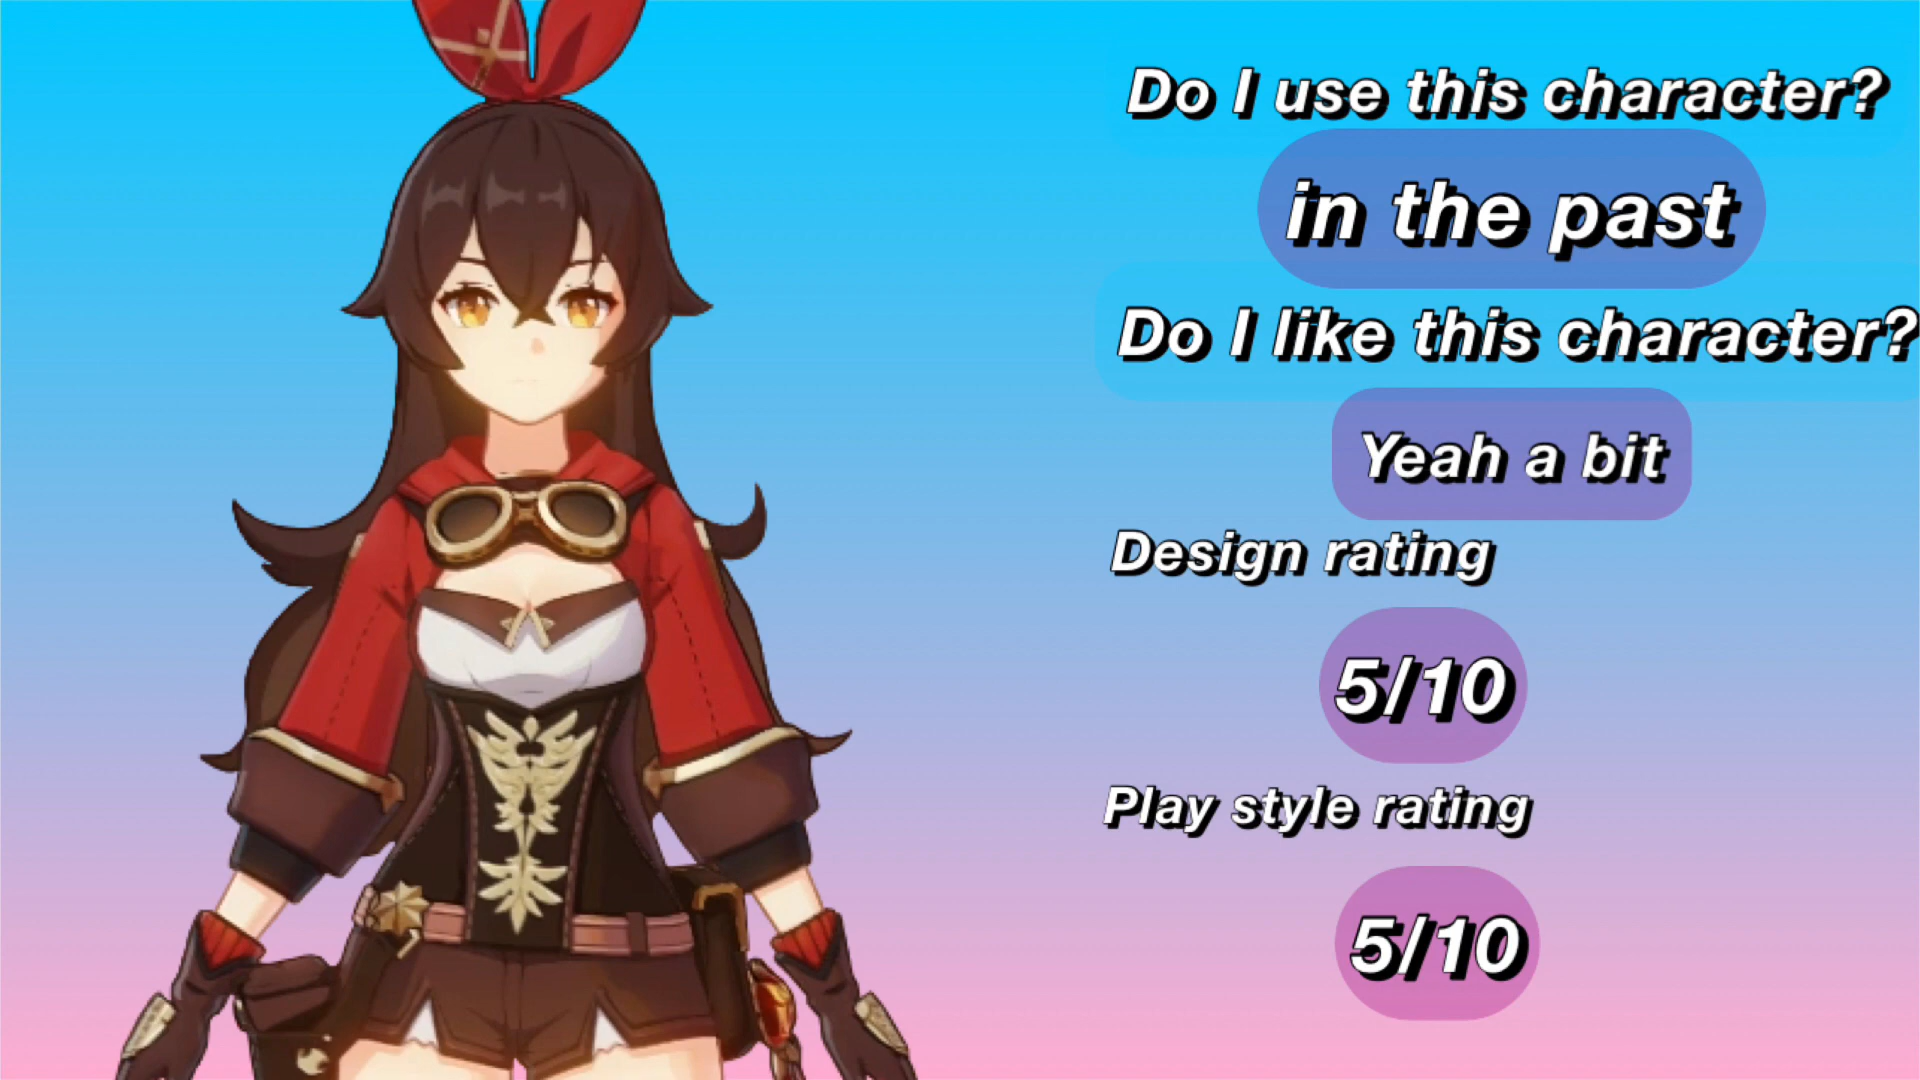 Do I use this character?
in the past
Do I like this character?
Yeah a bit
Design rating
5/10
Play style rating
5/10